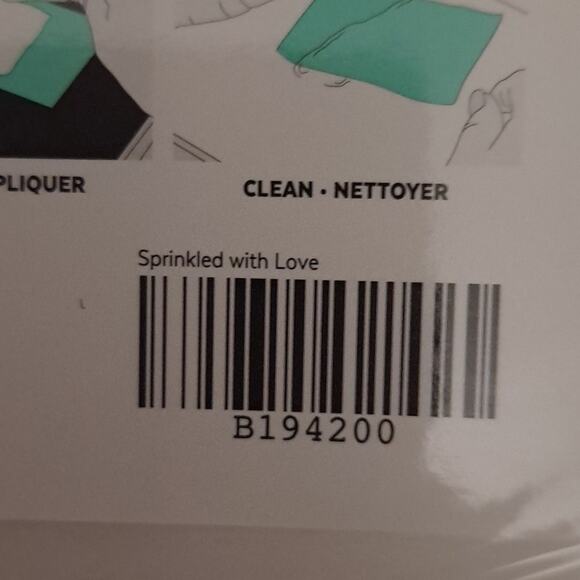 PLIQUER
CLEAN · NETTOYER
Sprinkled with Love
B194200